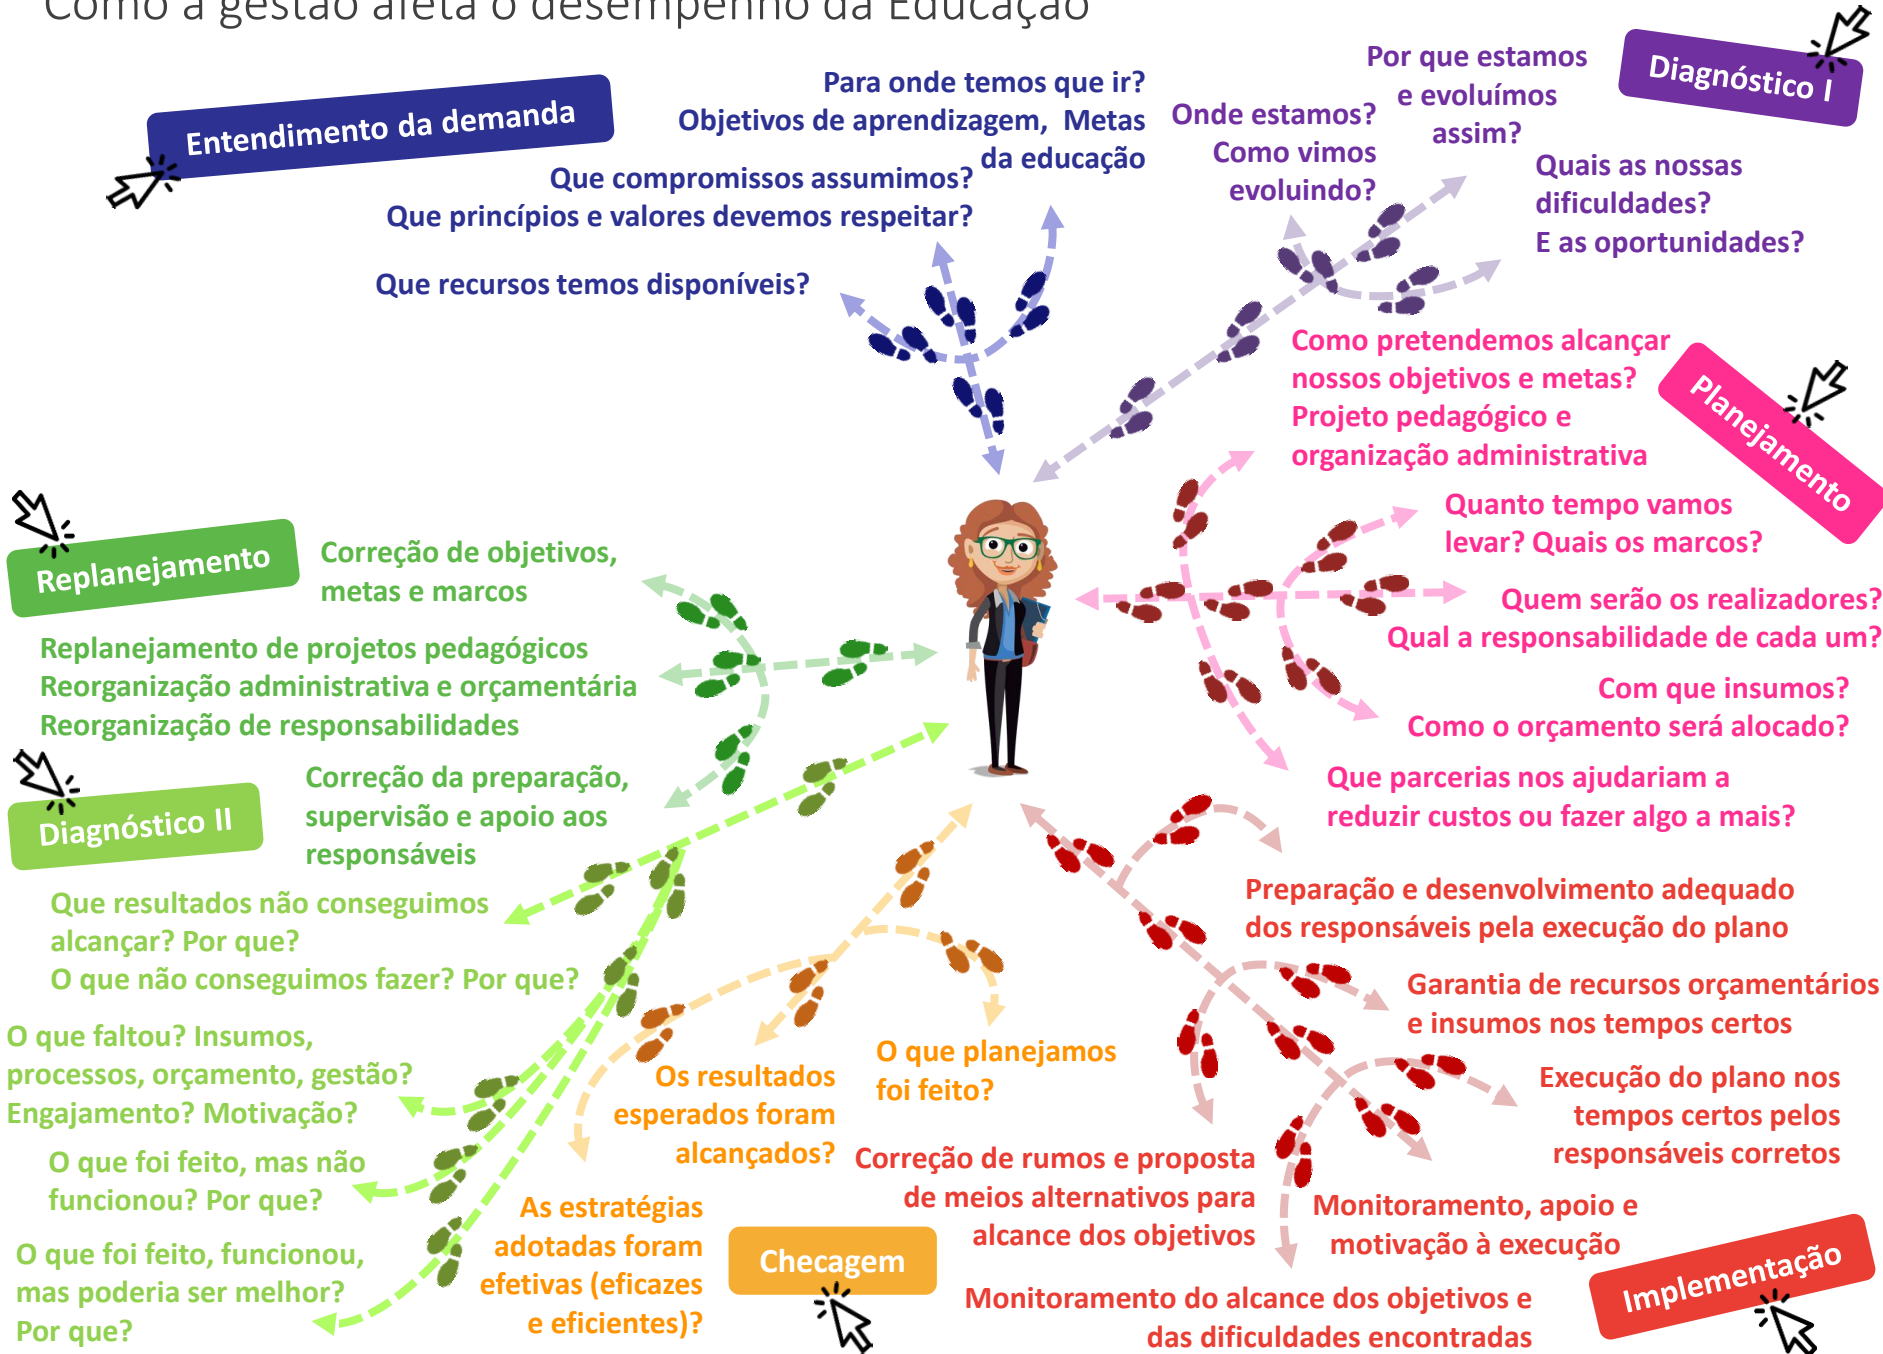 Como a gestão afeta o desempenho da Educação
Entendimento da demanda
Para onde temos que ir?
Objetivos de aprendizagem, Metas
da educação
Que compromissos assumimos?
Que princípios e valores devemos respeitar?
Que recursos temos disponíveis?
Diagnóstico I
Onde estamos?
Como vimos
evoluindo?
Por que estamos
e evoluímos
assim?
Quais as nossas
dificuldades?
E as oportunidades?
Planejamento
Como pretendemos alcançar
nossos objetivos e metas?
Projeto pedagógico e
organização administrativa
Quanto tempo vamos
levar? Quais os marcos?
Quem serão os realizadores?
Qual a responsabilidade de cada um?
Com que insumos?
Como o orçamento será alocado?
Que parcerias nos ajudariam a
reduzir custos ou fazer algo a mais?
Implementação
Preparação e desenvolvimento adequado
dos responsáveis pela execução do plano
Garantia de recursos orçamentários
e insumos nos tempos certos
Execução do plano nos
tempos certos pelos
responsáveis corretos
Monitoramento, apoio e
motivação à execução
Monitoramento do alcance dos objetivos e
das dificuldades encontradas
Correção de rumos e proposta
de meios alternativos para
alcance dos objetivos
Checagem
O que planejamos
foi feito?
Os resultados
esperados foram
alcançados?
As estratégias
adotadas foram
efetivas (eficazes
e eficientes)?
Diagnóstico II
Que resultados não conseguimos
alcançar? Por que?
O que não conseguimos fazer? Por que?
O que faltou? Insumos,
processos, orçamento, gestão?
Engajamento? Motivação?
O que foi feito, mas não
funcionou? Por que?
O que foi feito, funcionou,
mas poderia ser melhor?
Por que?
Replanejamento
Correção de objetivos,
metas e marcos
Replanejamento de projetos pedagógicos
Reorganização administrativa e orçamentária
Reorganização de responsabilidades
Correção da preparação,
supervisão e apoio aos
responsáveis